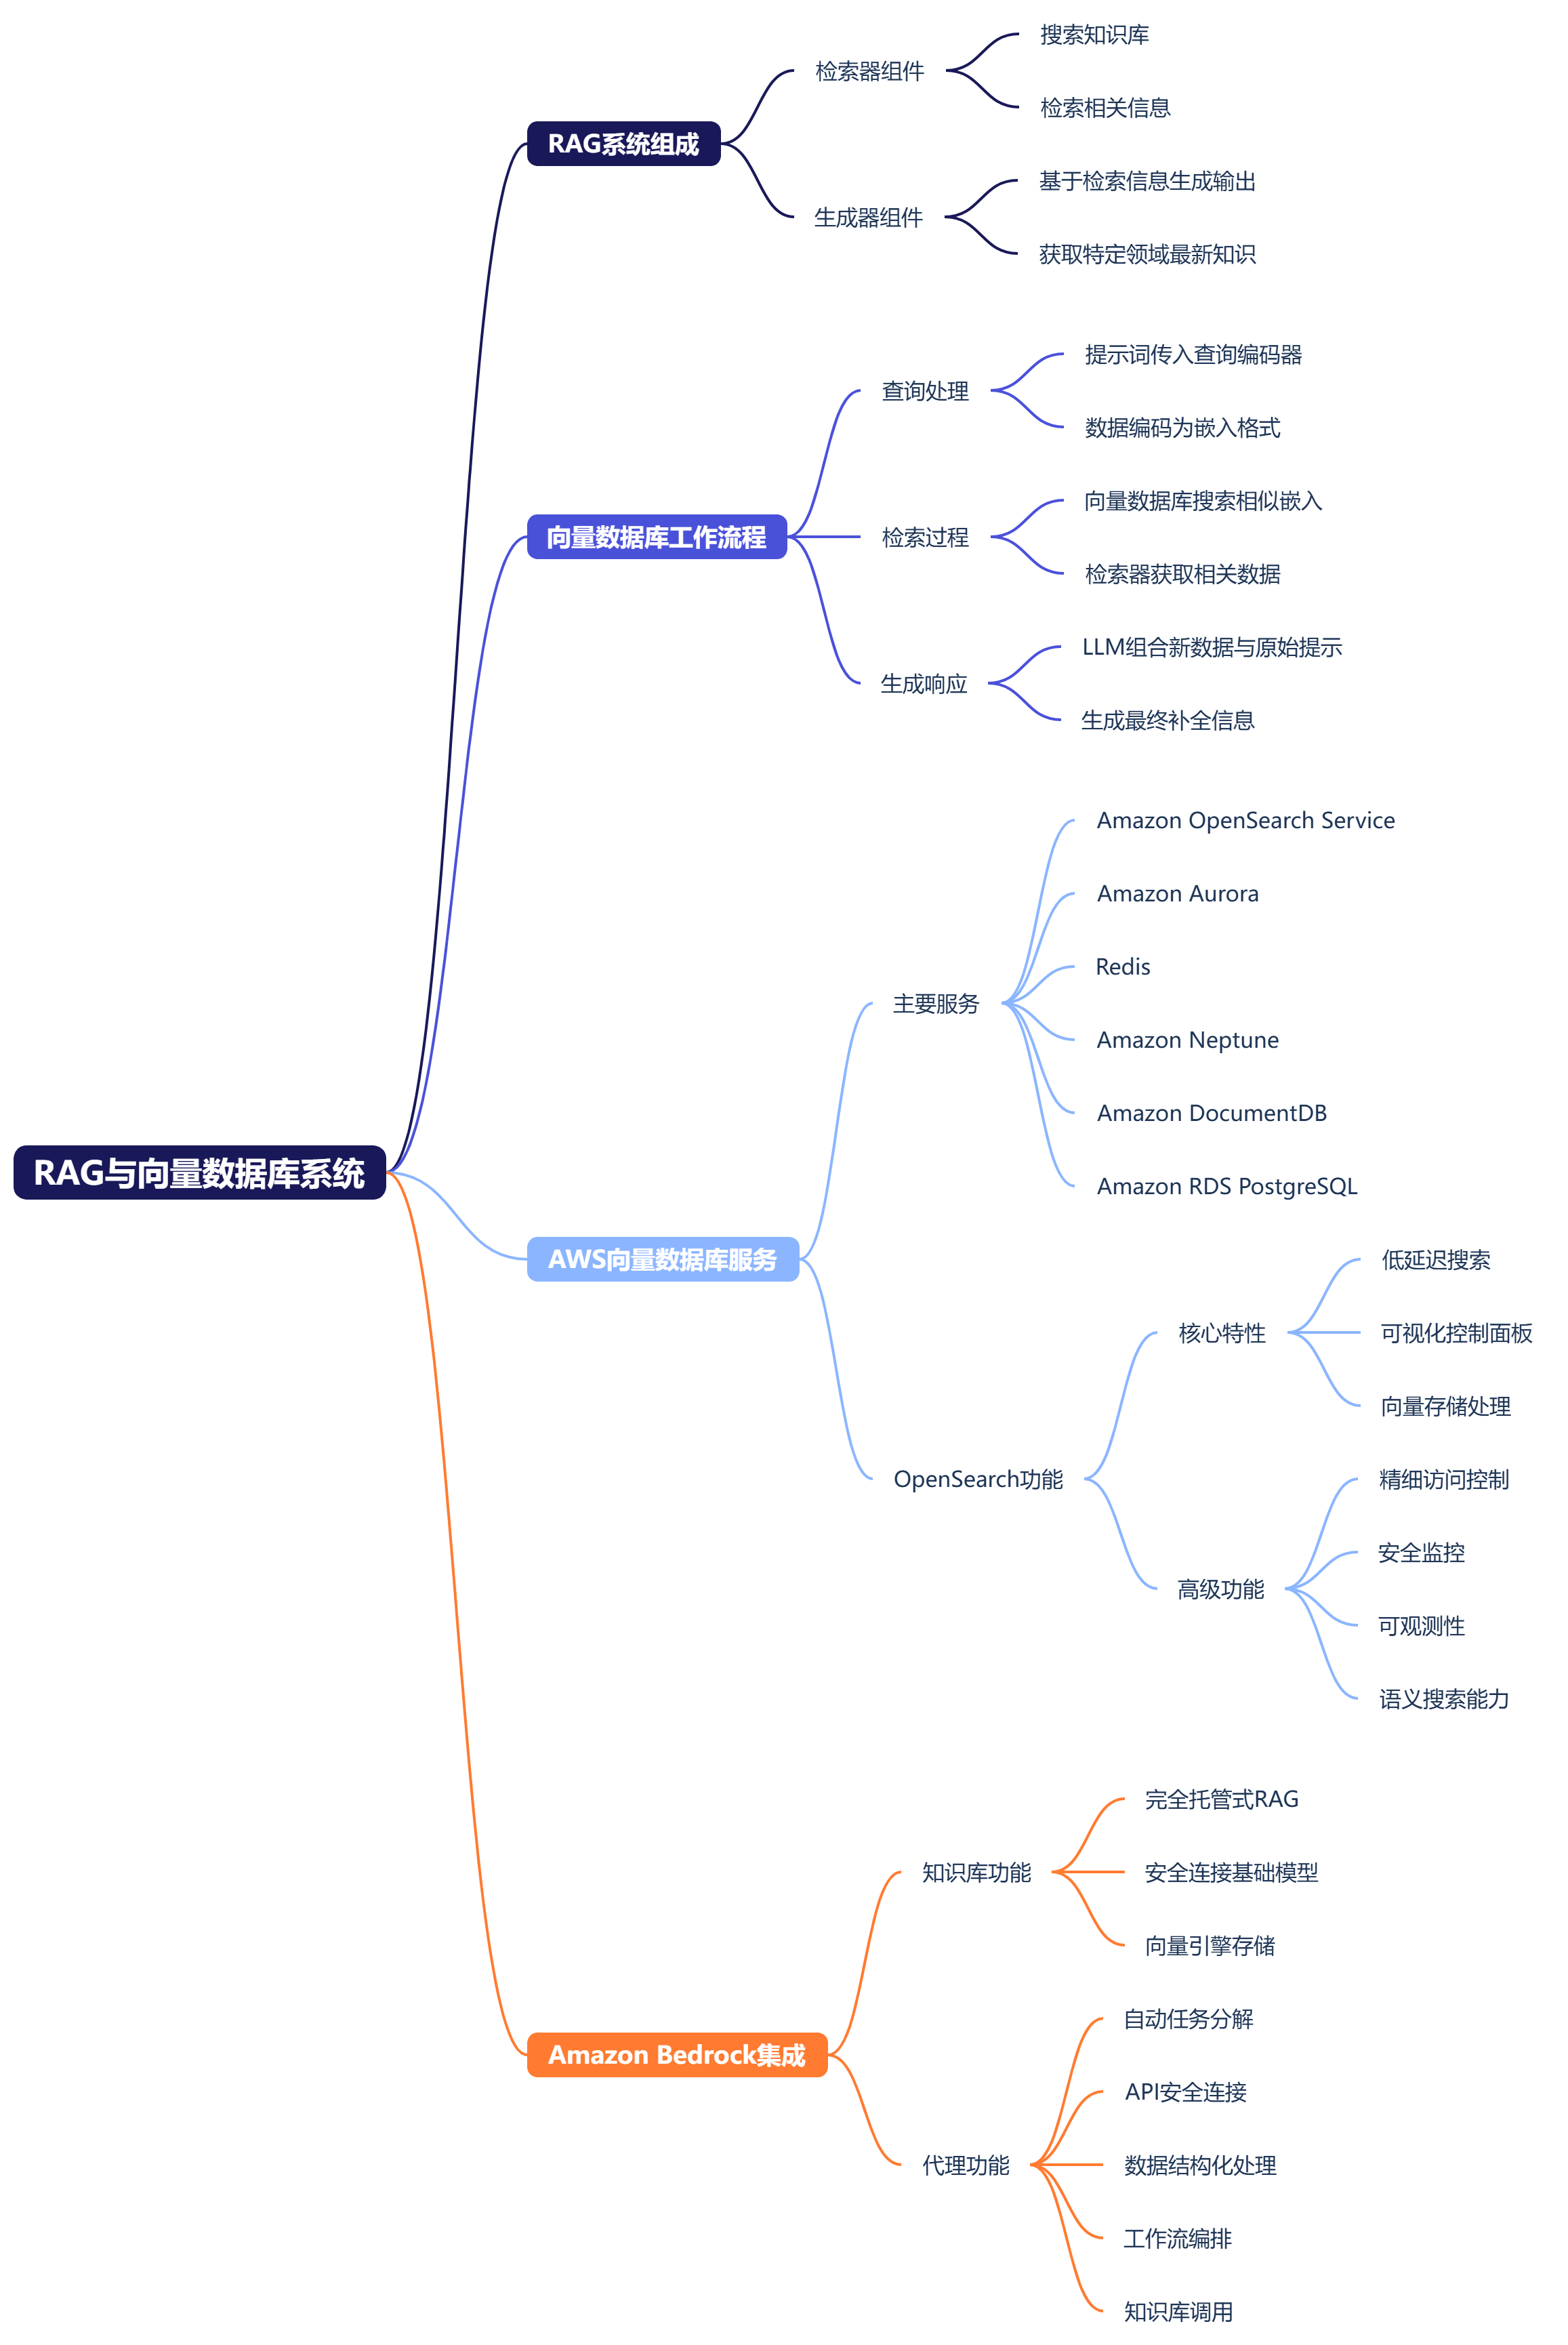 RAG与向量数据库系统
RAG系统组成
检索器组件
搜索知识库
检索相关信息
生成器组件
基于检索信息生成输出
获取特定领域最新知识
向量数据库工作流程
查询处理
提示词传入查询编码器
数据编码为嵌入格式
检索过程
向量数据库搜索相似嵌入
检索器获取相关数据
生成响应
LLM组合新数据与原始提示
生成最终补全信息
AWS向量数据库服务
主要服务
Amazon OpenSearch Service
Amazon Aurora
Redis
Amazon Neptune
Amazon DocumentDB
Amazon RDS PostgreSQL
OpenSearch功能
核心特性
低延迟搜索
可视化控制面板
向量存储处理
高级功能
精细访问控制
安全监控
可观测性
语义搜索能力
Amazon Bedrock集成
知识库功能
完全托管式RAG
安全连接基础模型
向量引擎存储
代理功能
自动任务分解
API安全连接
数据结构化处理
工作流编排
知识库调用